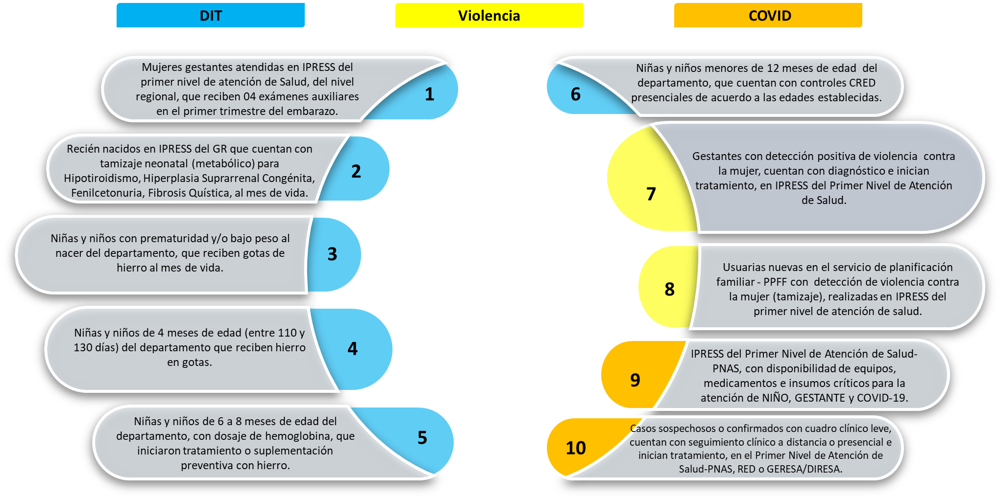 DIT
Violencia
COVID
Mujeres gestantes atendidas en IPRESS del
primer nivel de atención de Salud, del nivel
regional, que reciben 04 exámenes auxiliares
en el primer trimestre del embarazo.
1
Recién nacidos en IPRESS del GR que cuentan con
tamizaje neonatal (metabólico) para
Hipotiroidismo, Hiperplasia Suprarrenal Congénita,
Fenilcetonuria, Fibrosis Quística, al mes de vida.
2
Niñas y niños con prematuridad y/o bajo peso al
nacer del departamento, que reciben gotas de
hierro al mes de vida.
3
Niñas y niños de 4 meses de edad (entre 110 y
130 días) del departamento que reciben hierro
en gotas.
4
Niñas y niños de 6 a 8 meses de edad del
departamento, con dosaje de hemoglobina, que
iniciaron tratamiento o suplementación
preventiva con hierro.
5
6
Niñas y niños menores de 12 meses de edad  del
departamento, que cuentan con controles CRED
presenciales de acuerdo a las edades establecidas.
7
Gestantes con detección positiva de violencia  contra
la mujer, cuentan con diagnóstico e inician
tratamiento, en IPRESS del Primer Nivel de Atención
de Salud.
8
Usuarias nuevas en el servicio de planificación
familiar - PPFF con  detección de violencia contra
la mujer (tamizaje), realizadas en IPRESS del
primer nivel de atención de salud.
9
IPRESS del Primer Nivel de Atención de Salud-
PNAS, con disponibilidad de equipos,
medicamentos e insumos críticos para la
atención de NIÑO, GESTANTE y COVID-19.
10
Casos sospechosos o confirmados con cuadro clínico leve,
cuentan con seguimiento clínico a distancia o presencial e
inician tratamiento, en el Primer Nivel de Atención de
Salud-PNAS, RED o GERESA/DIRESA.